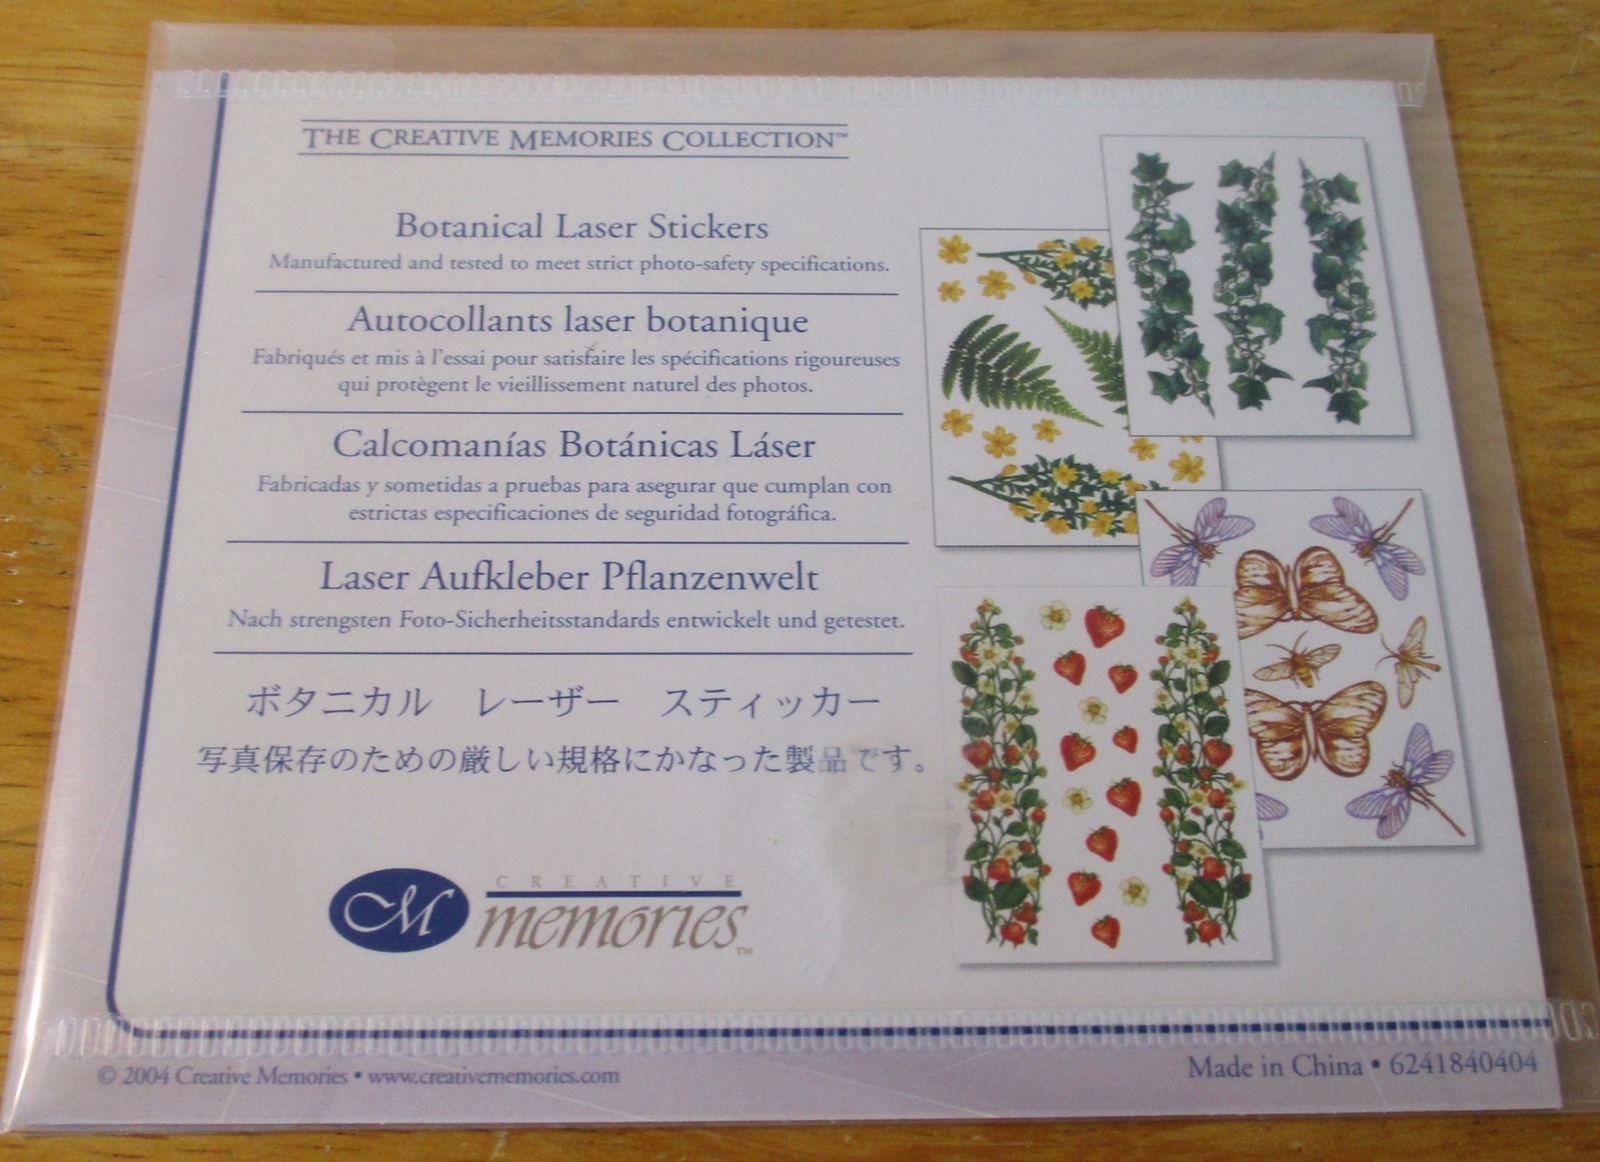 THE CREATIVE MEMORIES COLLECTION™
Botanical Laser Stickers
Manufactured and tested to meet strict photo-safety specifications.
Autocollants laser botanique
Fabriqués et mis à l'essai pour satisfaire les spécifications rigoureuses
qui protègent le vieillissement naturel des photos.
Calcomanías Botánicas Láser
Fabricadas y sometidas a pruebas para asegurar que cumplan con
estrictas especificaciones de seguridad fotográfica.
Laser Aufkleber Pflanzenwelt
Nach strengsten Foto-Sicherheitsstandards entwickelt und getestet.
ボタニカル レーザー スティッカー
写真保存のための厳しい規格にかなった製品です。
CM CREATIVE
memories™
© 2004 Creative Memories • www.creativememories.com
Made in China • 6241840404